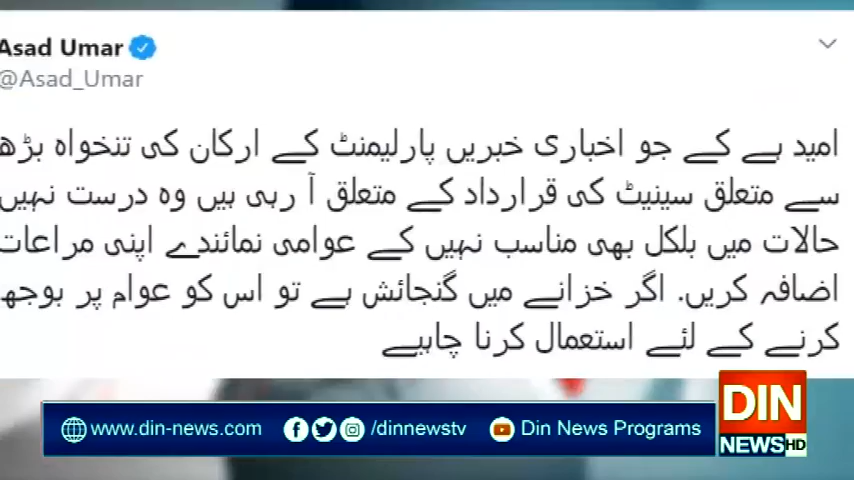 Asad Umar
@Asad_Umar
امید ہے کے جو اخباری خبریں پارلیمنٹ کے ارکان کی تنخواہ بڑھ
سے متعلق سینیٹ کی قرارداد کے متعلق آ رہی ہیں وہ درست نہیں
حالات میں بلکل بھی مناسب نہیں کے عوامی نمائندے اپنی مراعات
اضافہ کریں. اگر خزانے میں گنجائش ہے تو اس کو عوام پر بوجھ
کرنے کے لئے استعمال کرنا چاہیے
www.din-news.com /dinnewstv Din News Programs
DIN
NEWS HD